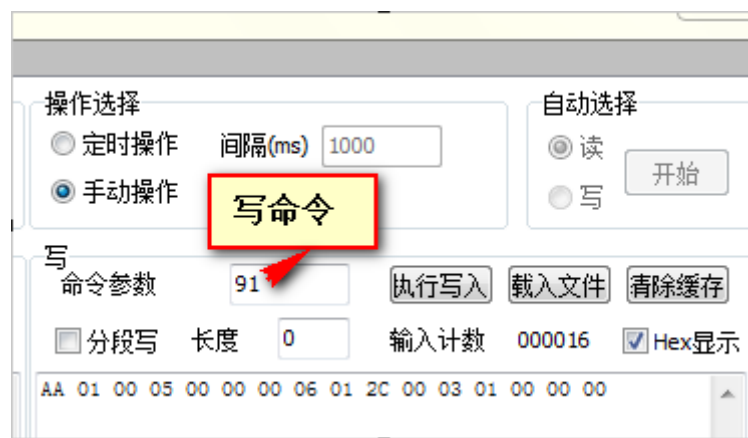 操作选择
定时操作 间隔(ms) 1000
手动操作
写命令
自动选择
读
写
开始
写
命令参数 91 执行写入 载入文件 清除缓存
分段写 长度 0 输入计数 000016 Hex显示
AA 01 00 05 00 00 00 06 01 2C 00 03 01 00 00 00